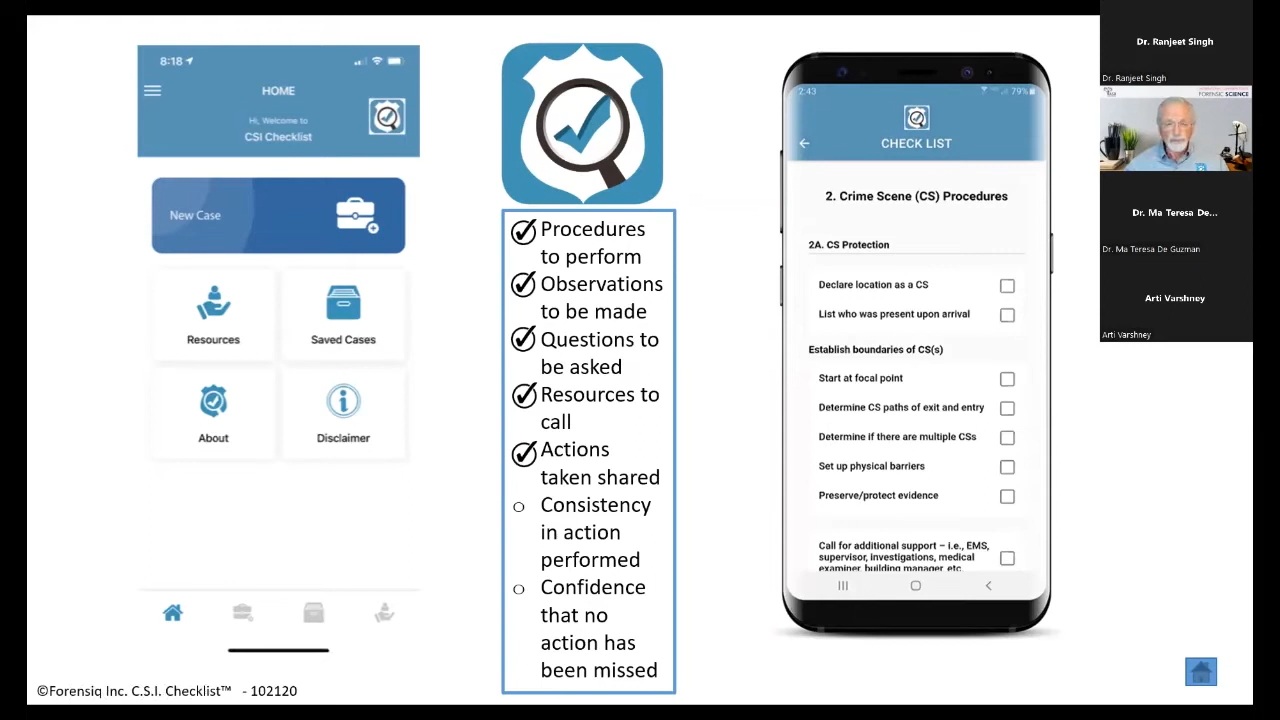 8:18
HOME
Hi, Welcome to
CSI Checklist
New Case
Resources
Saved Cases
About
Disclaimer
©Forensiq Inc. C.S.I. Checklist™ - 102120
Procedures
to perform
Observations
to be made
Questions to
be asked
Resources to
call
Actions
taken shared
Consistency
in action
performed
Confidence
that no
action has
been missed
2:43
79%
CHECK LIST
2. Crime Scene (CS) Procedures
2A. CS Protection
Declare location as a CS
List who was present upon arrival
Establish boundaries of CS(s)
Start at focal point
Determine CS paths of exit and entry
Determine if there are multiple CSs
Set up physical barriers
Preserve/protect evidence
Call for additional support – i.e., EMS,
supervisor, investigations, medical
examiner, building manager, etc.
Dr. Ranjeet Singh
Dr. Ranjeet Singh
FORENSIC SCIENCE
Dr. Ma Teresa De...
Dr. Ma Teresa De Guzman
Arti Varshney
Arti Varshney